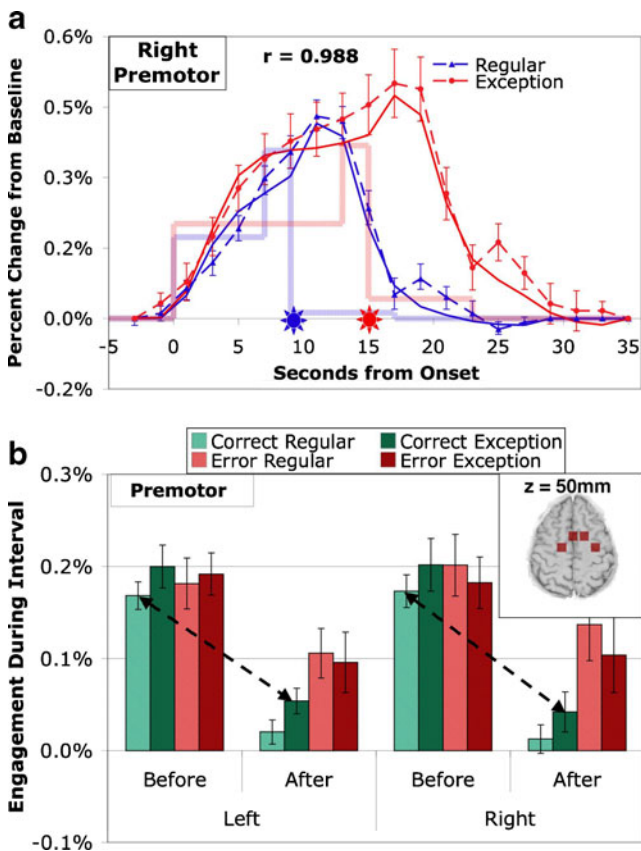 a
0.6%
0.5%
0.3%
0.2%
0.0%
-0.2%
Percent Change from Baseline
Right
Premotor
r = 0.988
Regular
Exception
-5 0 5 10 15 20 25 30 35
Seconds from Onset
b
Correct Regular Correct Exception
Error Regular Error Exception
0.3%
0.2%
0.1%
0.0%
-0.1%
Engagement During Interval
Premotor
z = 50mm
Before After Before After
Left Right